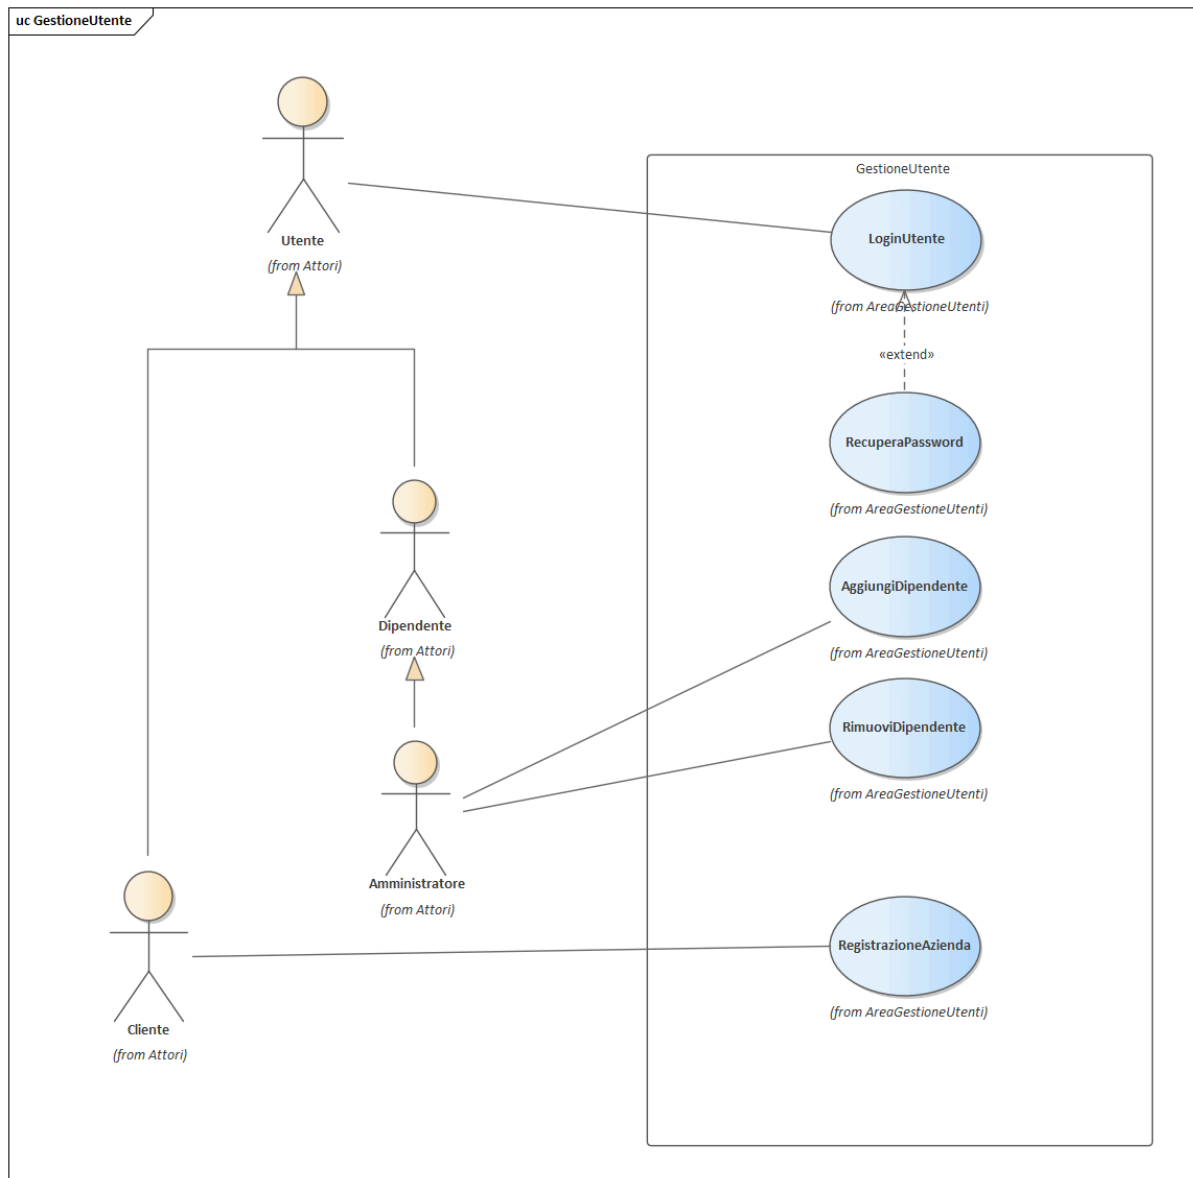 uc GestioneUtente
GestioneUtente
LoginUtente
(from AreaGestioneUtenti)
Utente
(from Attori)
«extend»
RecuperaPassword
(from AreaGestioneUtenti)
AggiungiDipendente
(from AreaGestioneUtenti)
Dipendente
(from Attori)
RimuoviDipendente
(from AreaGestioneUtenti)
Amministratore
(from Attori)
RegistrazioneAzienda
(from AreaGestioneUtenti)
Cliente
(from Attori)